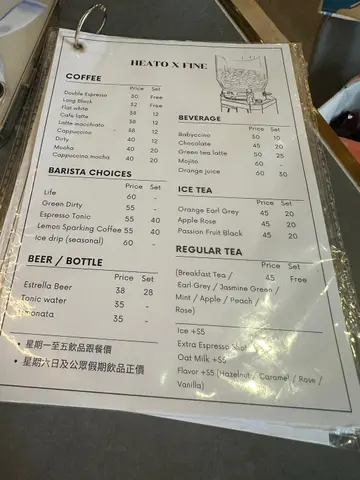 HEATO X FINE
COFFEE
Price Set
Double Espresso 30 Free
Long Black 32 Free
Flat white 38 12
Cafe latte 38 12
Latte macchiato 38 12
Cappuccino 38 12
Dirty 40 12
Mocha 40 20
Cappuccino mocha 40 20
BARISTA CHOICES
Price Set
Life 60 -
Green Dirty 55 -
Espresso Tonic 55 40
Lemon Sparking Coffee 55 40
Ice drip (seasonal) 60 -
BEER / BOTTLE
Price Set
Estrella Beer 38 28
Tonic water 35 -
monata 35 -
• 星期一至五飲品跟餐價
• 星期六日及公眾假期飲品正價
BEVERAGE
Price Set
Babyccino 30 10
Chocolate 45 20
Green tea latte 50 25
Mojito 60 -
Orange juice 60 30
ICE TEA
Price Set
Orange Earl Grey 45 20
Apple Rose 45 20
Passion Fruit Black 45 20
REGULAR TEA
Price Set
(Breakfast Tea / 45 Free
Earl Grey / Jasmine Green /
Mint / Apple / Peach /
Rose)
Ice +$5
Extra Espresso Shot
Oat Milk +$5
Flavor +$5 (Hazelnut / Caramel / Rose /
Vanilla)